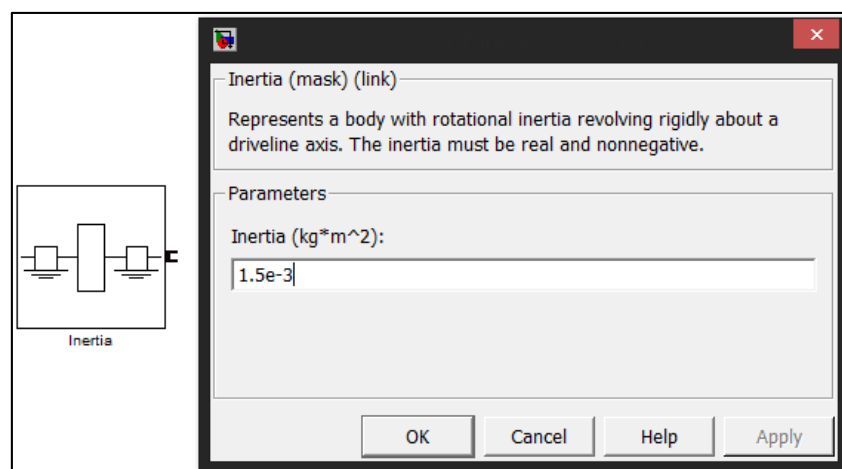 Inertia (mask) (link)
Represents a body with rotational inertia revolving rigidly about a
driveline axis. The inertia must be real and nonnegative.
Parameters
Inertia (kg*m^2):
1.5e-3
Inertia
OK Cancel Help Apply